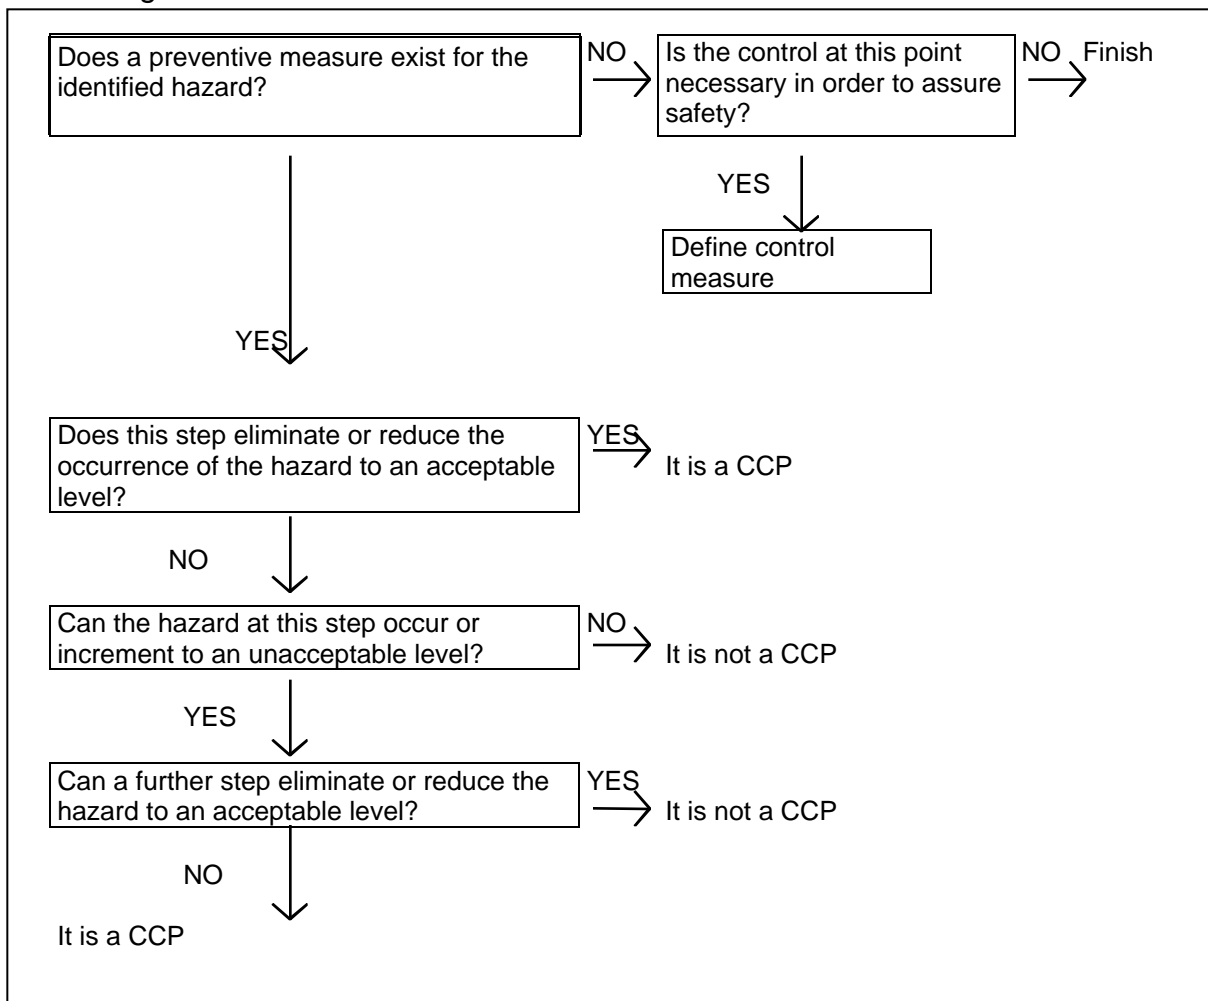 Does a preventive measure exist for the
identified hazard?
NO
Is the control at this point
necessary in order to assure
safety?
NO
Finish
YES
Define control
measure
YES
Does this step eliminate or reduce the
occurrence of the hazard to an acceptable
level?
YES
It is a CCP
NO
Can the hazard at this step occur or
increment to an unacceptable level?
NO
It is not a CCP
YES
Can a further step eliminate or reduce the
hazard to an acceptable level?
YES
It is not a CCP
NO
It is a CCP